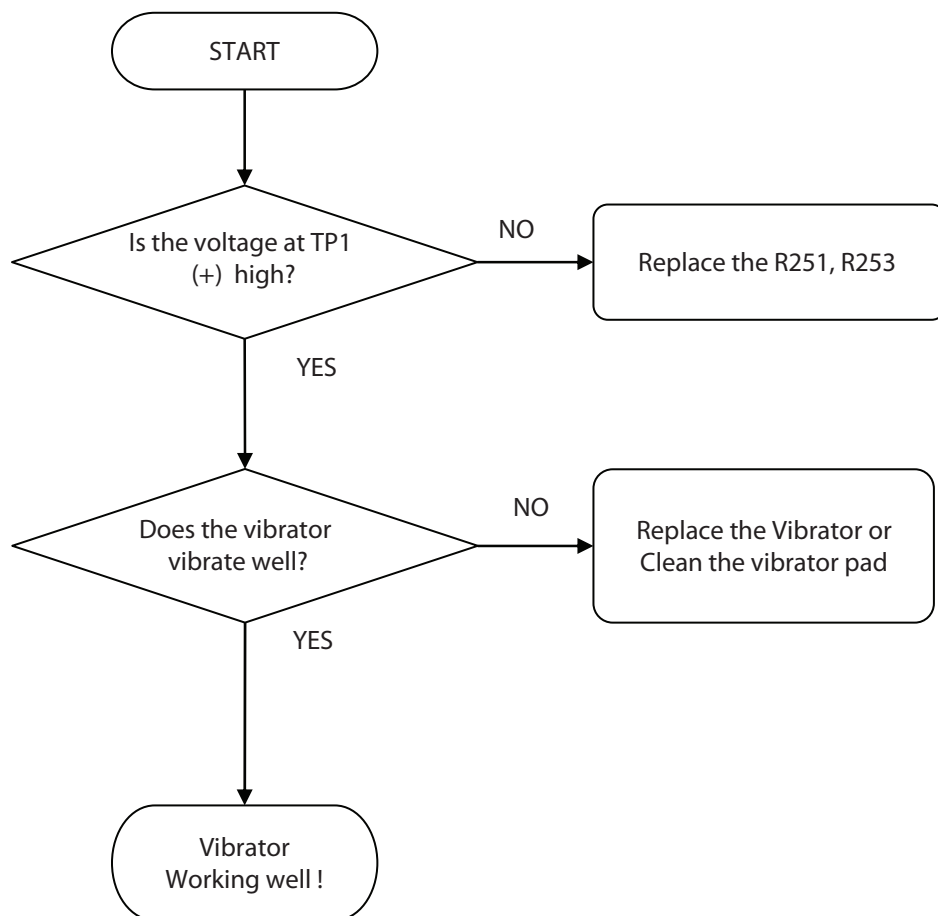 START
Is the voltage at TP1
(+) high?
NO
Replace the R251, R253
YES
Does the vibrator
vibrate well?
NO
Replace the Vibrator or
Clean the vibrator pad
YES
Vibrator
Working well !